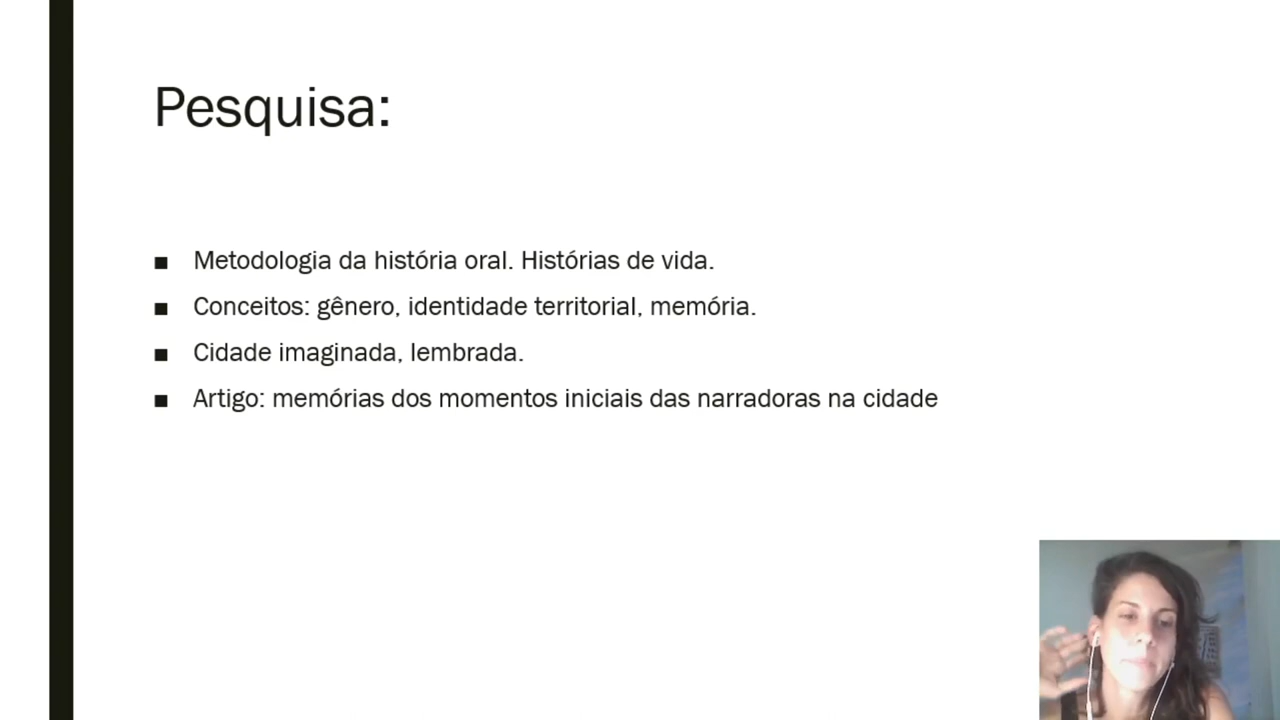 Pesquisa:
Metodologia da história oral. Histórias de vida.
Conceitos: gênero, identidade territorial, memória.
Cidade imaginada, lembrada.
Artigo: memórias dos momentos iniciais das narradoras na cidade